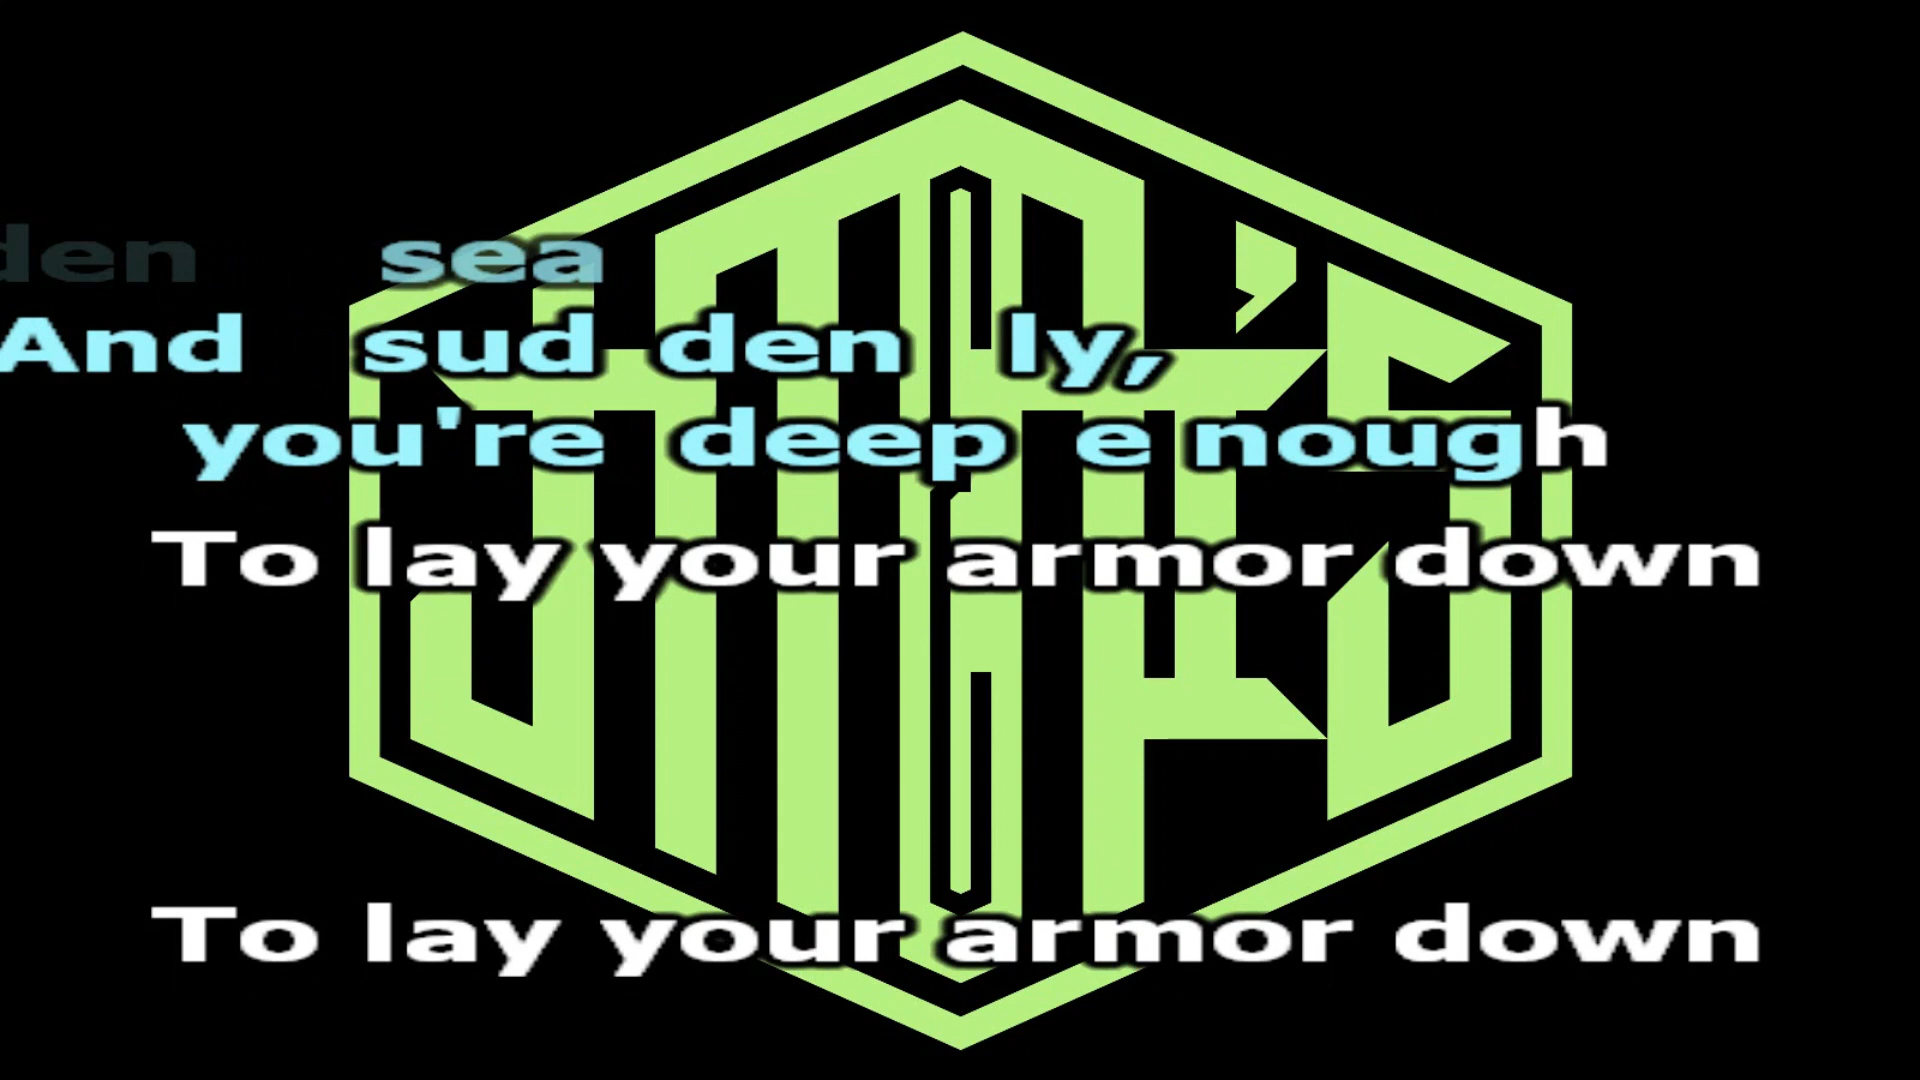 den sea
And sud den ly,
you're deep e nough
To lay your armor down
To lay your armor down